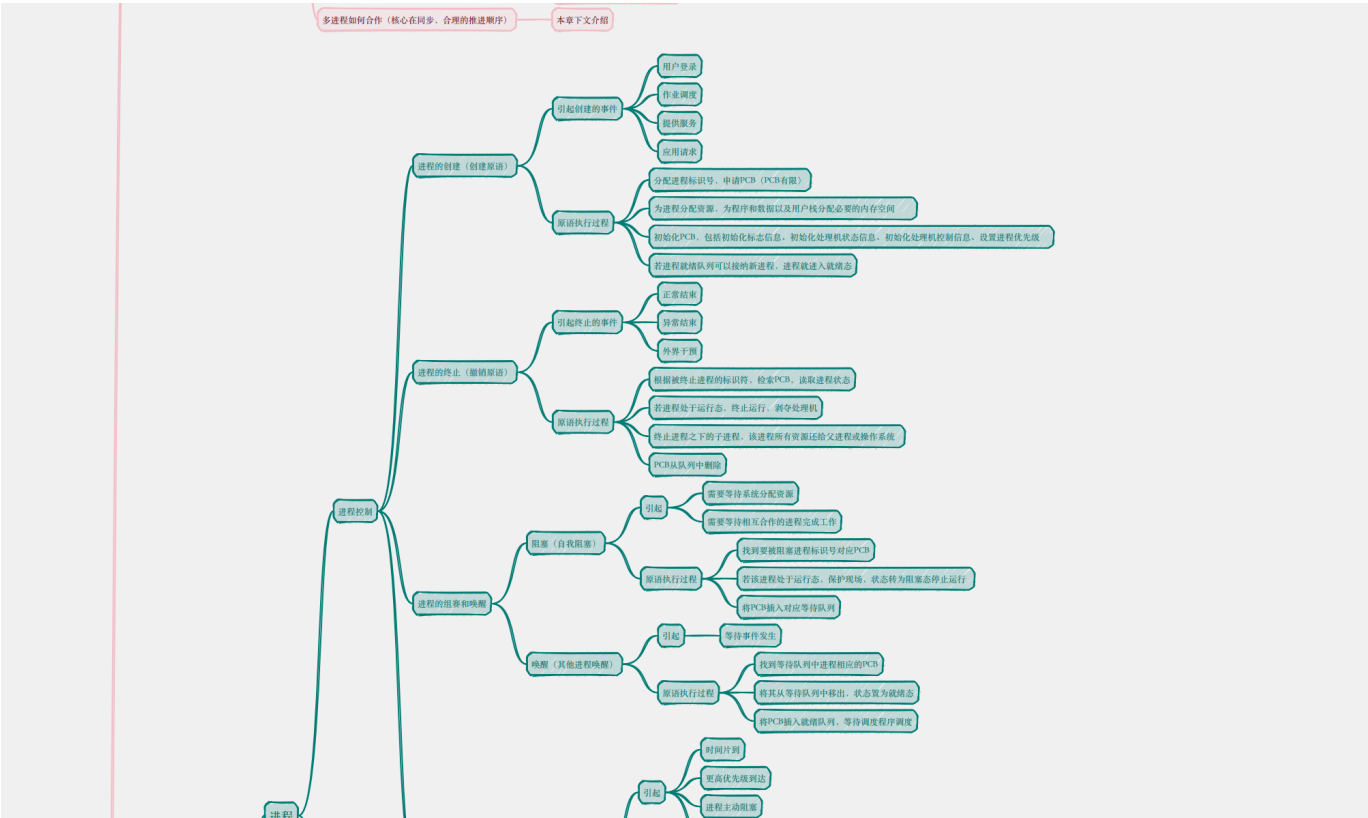 多进程如何合作（核心在同步、合理的推进顺序）
本章下文介绍
进程
进程控制
进程的创建（创建原语）
引起创建的事件
用户登录
作业调度
提供服务
应用请求
原语执行过程
分配进程标识号、申请PCB（PCB有限）
为进程分配资源、为程序和数据以及用户栈分配必要的内存空间
初始化PCB、包括初始化标志信息、初始化处理机状态信息、初始化处理机控制信息、设置进程优先级
若进程就绪队列可以接纳新进程、进程就进入就绪态
进程的终止（撤销原语）
引起终止的事件
正常结束
异常结束
外界干预
原语执行过程
根据被终止进程的标识符、检索PCB、读取进程状态
若进程处于运行态、终止运行、剥夺处理机
终止进程之下的子进程、该进程所有资源还给父进程或操作系统
PCB从队列中删除
进程的组赛和唤醒
阻塞（自我阻塞）
引起
需要等待系统分配资源
需要等待相互合作的进程完成工作
原语执行过程
找到要被阻塞进程标识号对应PCB
若该进程处于运行态、保护现场、状态转为阻塞态停止运行
将PCB插入对应等待队列
唤醒（其他进程唤醒）
引起
等待事件发生
原语执行过程
找到等待队列中进程相应的PCB
将其从等待队列中移出、状态置为就绪态
将PCB插入就绪队列、等待调度程序调度
引起
时间片到
更高优先级到达
进程主动阻塞